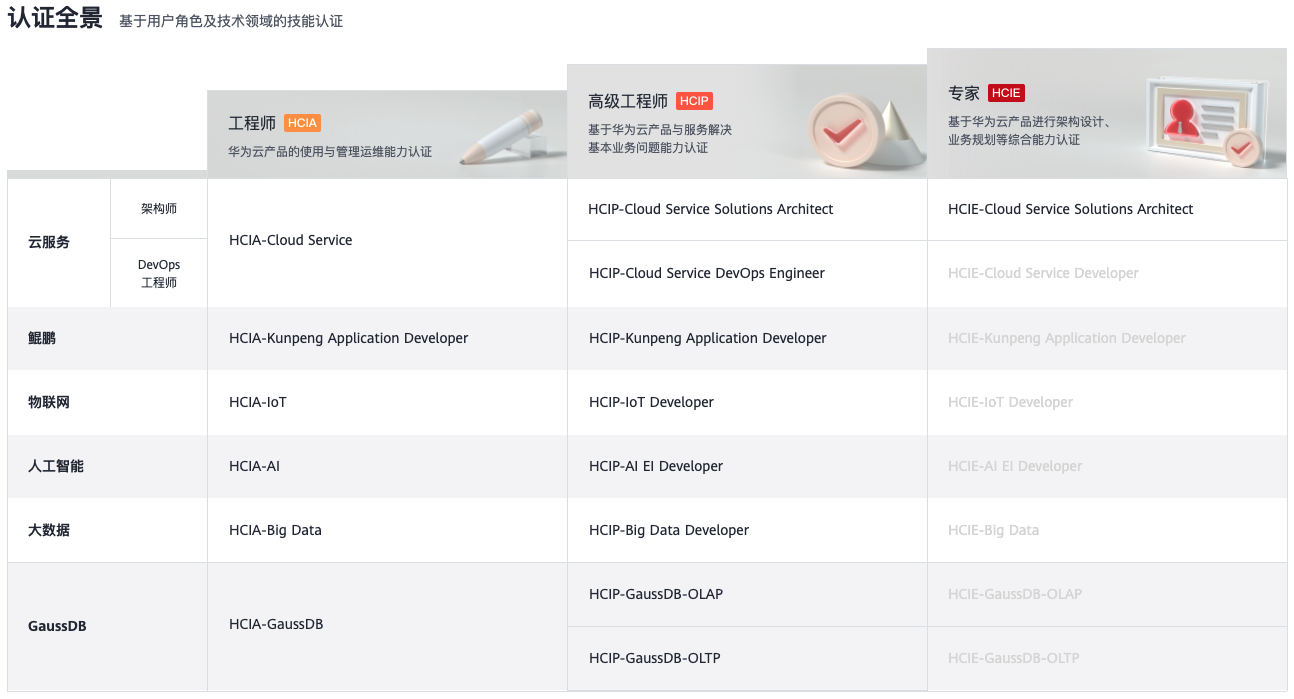 认证全景 基于用户角色及技术领域的技能认证
工程师 HCIA
华为云产品的使用与管理运维能力认证
高级工程师 HCIP
基于华为云产品与服务解决
基本业务问题能力认证
专家 HCIE
基于华为云产品进行架构设计、
业务规划等综合能力认证
云服务
架构师
DevOps
工程师
HCIA-Cloud Service
HCIP-Cloud Service Solutions Architect
HCIE-Cloud Service Solutions Architect
HCIP-Cloud Service DevOps Engineer
HCIE-Cloud Service Developer
鲲鹏
HCIA-Kunpeng Application Developer
HCIP-Kunpeng Application Developer
HCIE-Kunpeng Application Developer
物联网
HCIA-IoT
HCIP-IoT Developer
HCIE-IoT Developer
人工智能
HCIA-AI
HCIP-AI EI Developer
HCIE-AI EI Developer
大数据
HCIA-Big Data
HCIP-Big Data Developer
HCIE-Big Data
GaussDB
HCIA-GaussDB
HCIP-GaussDB-OLAP
HCIE-GaussDB-OLAP
HCIP-GaussDB-OLTP
HCIE-GaussDB-OLTP